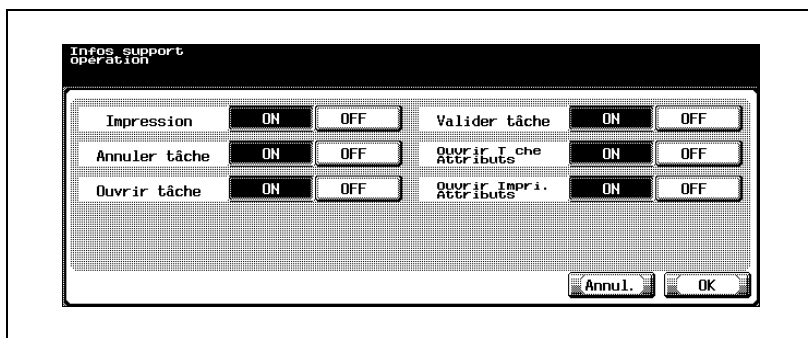 Infos support
opération
Impression ON OFF Valider tâche ON OFF
Annuler tâche ON OFF Ouvrir T che
Attributs ON OFF
Ouvrir tâche ON OFF Ouvrir Impri.
Attributs ON OFF
Annul. OK